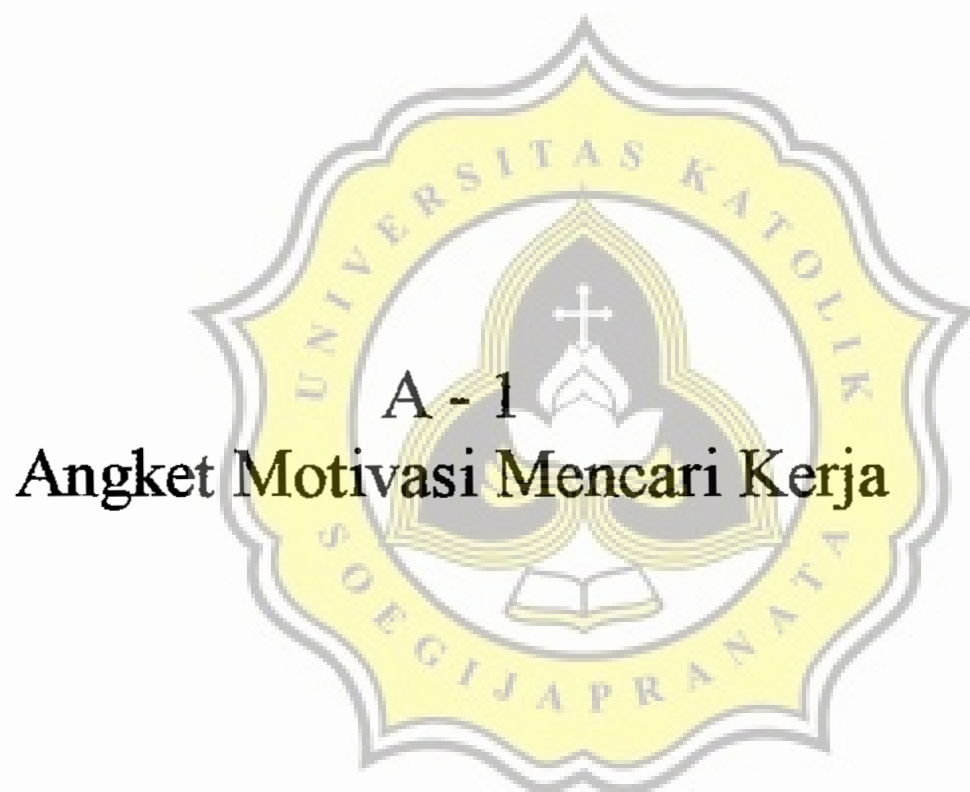 UNIVERSITAS KATOLIK
A - 1
Angket Motivasi Mencari Kerja
SOEGIJAPRANATA